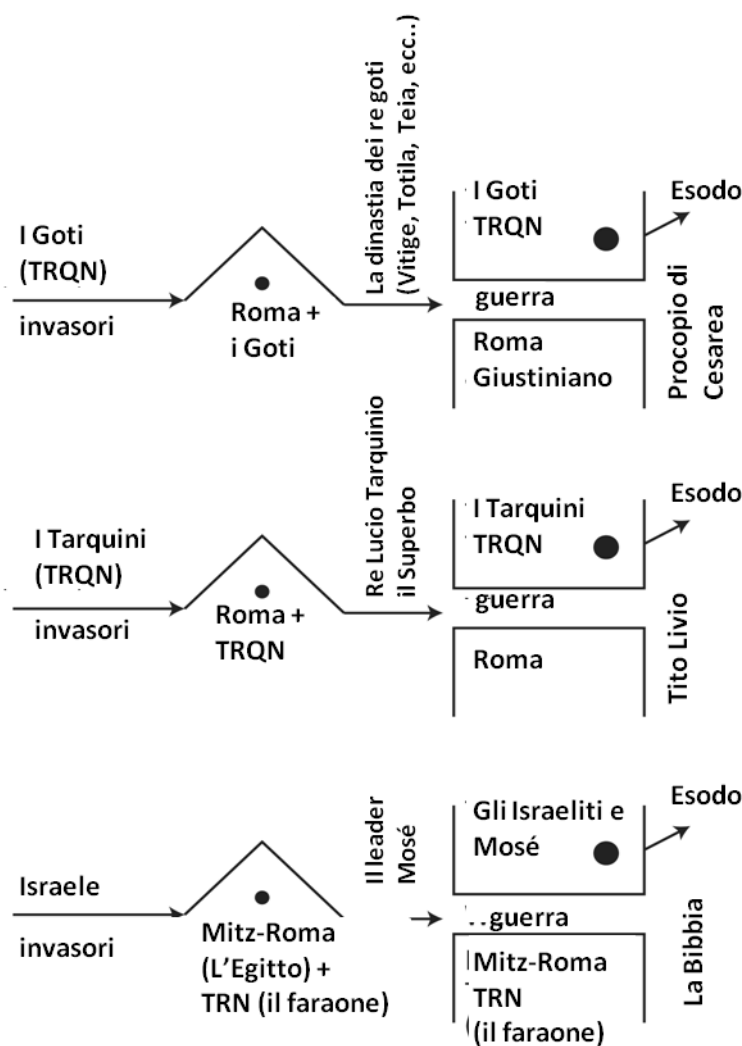 I Goti
(TRQN)
invasori
Roma +
i Goti
La dinastia dei re goti
(Vitige, Totila, Teia, ecc..)
I Goti
TRQN
Esodo
guerra
Roma
Giustiniano
Procopio di
Cesarea
I Tarquini
(TRQN)
invasori
Roma +
TRQN
Re Lucio Tarquinio
il Superbo
I Tarquini
TRQN
Esodo
guerra
Roma
Tito Livio
Israele
invasori
Mitz-Roma
(L'Egitto) +
TRN (il faraone)
Il leader
Mosé
Gli Israeliti e
Mosé
Esodo
guerra
Mitz-Roma
TRN
(il faraone)
La Bibbia